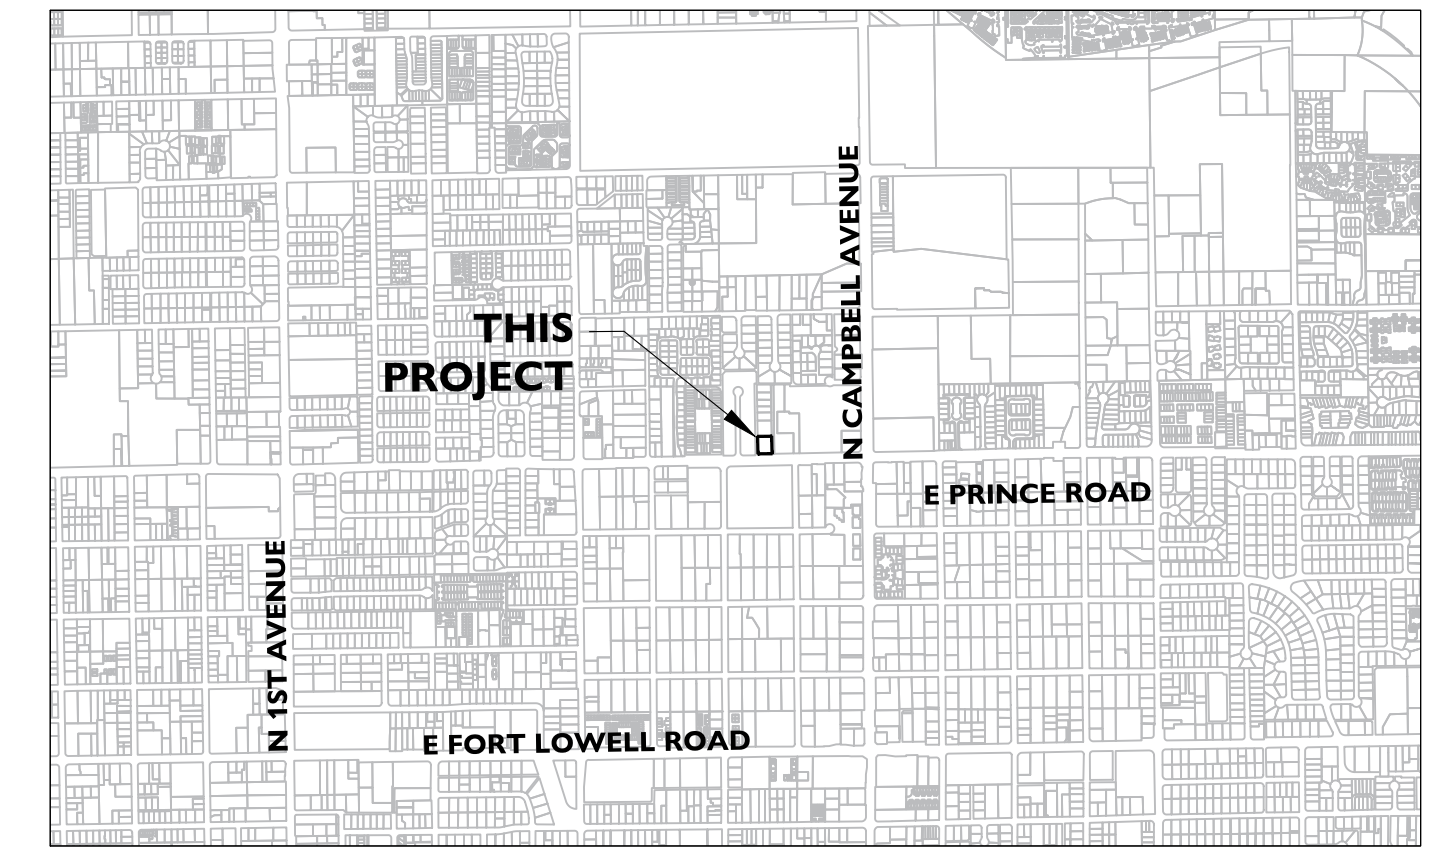 THIS
PROJECT
N CAMPBELL AVENUE
E PRINCE ROAD
N 1ST AVENUE
E FORT LOWELL ROAD